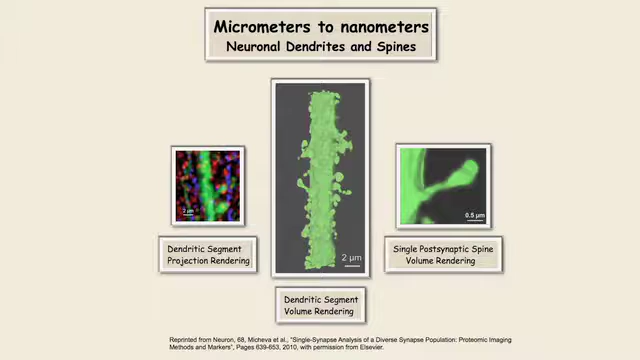 Micrometers to nanometers
Neuronal Dendrites and Spines
2 µm
2 µm
0.5 µm
Dendritic Segment
Projection Rendering
Single Postsynaptic Spine
Volume Rendering
Dendritic Segment
Volume Rendering
Reprinted from Neuron, 68, Micheva et al., "Single-Synapse Analysis of a Diverse Synapse Population: Proteomic Imaging
Methods and Markers", Pages 639-653, 2010, with permission from Elsevier.